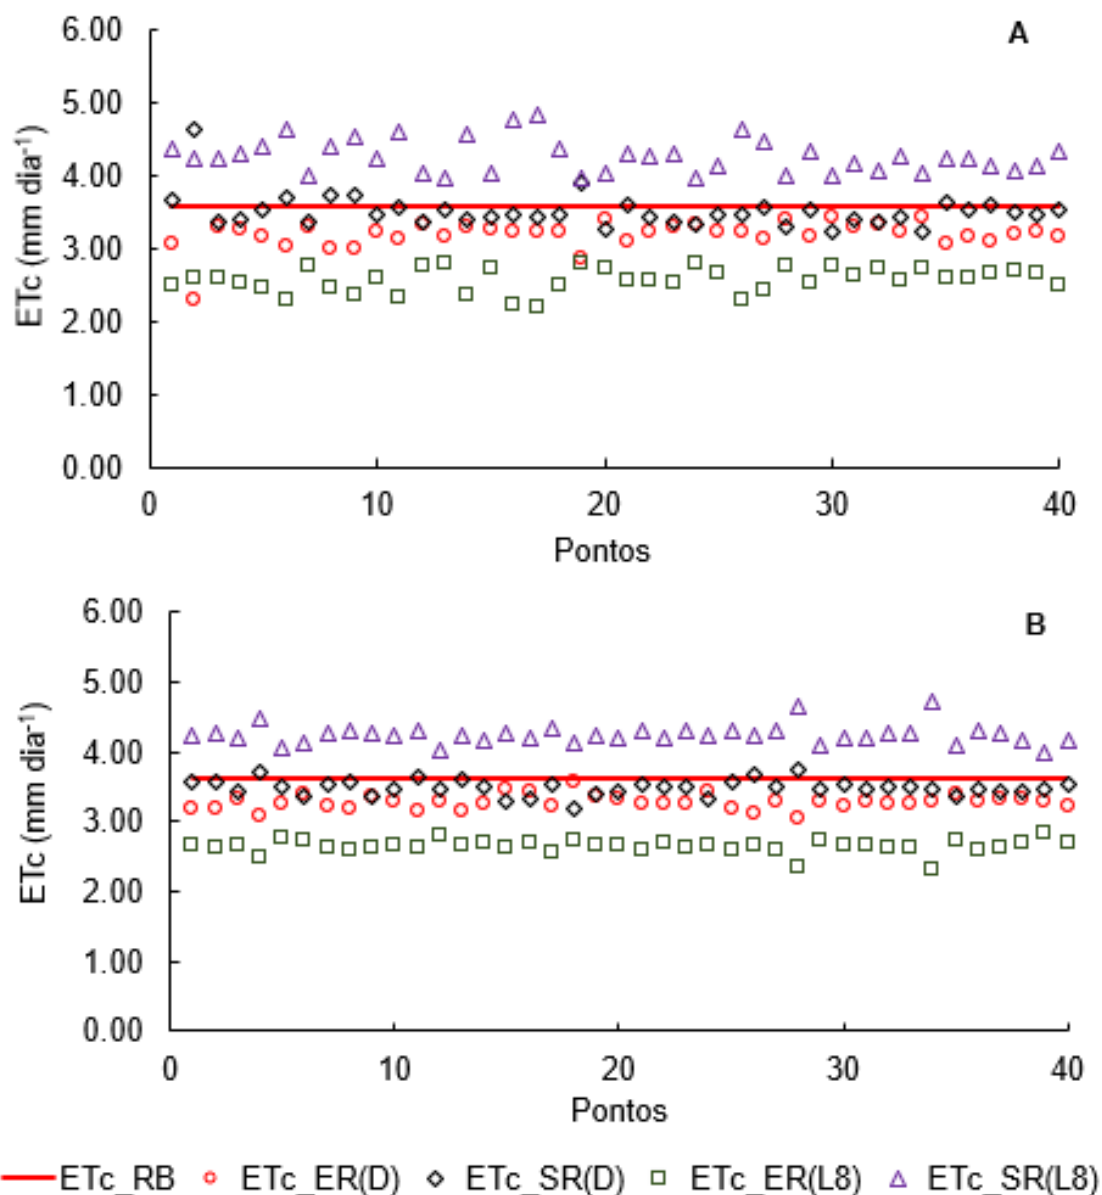 6.00
A
5.00
4.00
3.00
2.00
1.00
0.00
ETc (mm dia⁻¹)
0 10 20 30 40
Pontos
6.00
B
5.00
4.00
3.00
2.00
1.00
0.00
ETc (mm dia⁻¹)
0 10 20 30 40
Pontos
ETc_RB ETc_ER(D) ETc_SR(D) ETc_ER(L8) ETc_SR(L8)